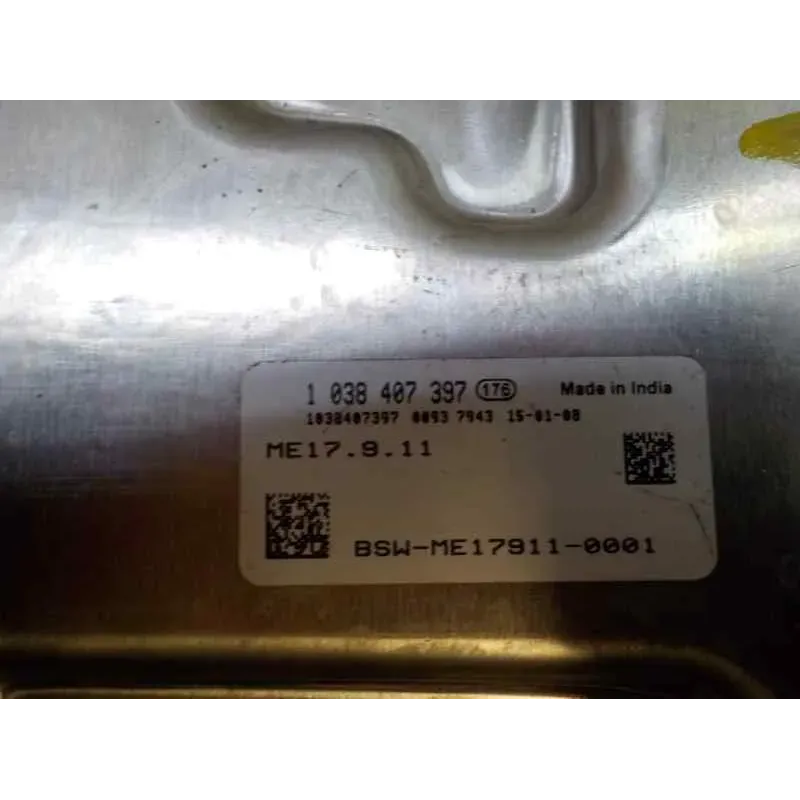 1 038 407 397 176 Made in India
1038407397 0093 7943 15-01-08
ME17.9.11
BSW-ME17911-0001